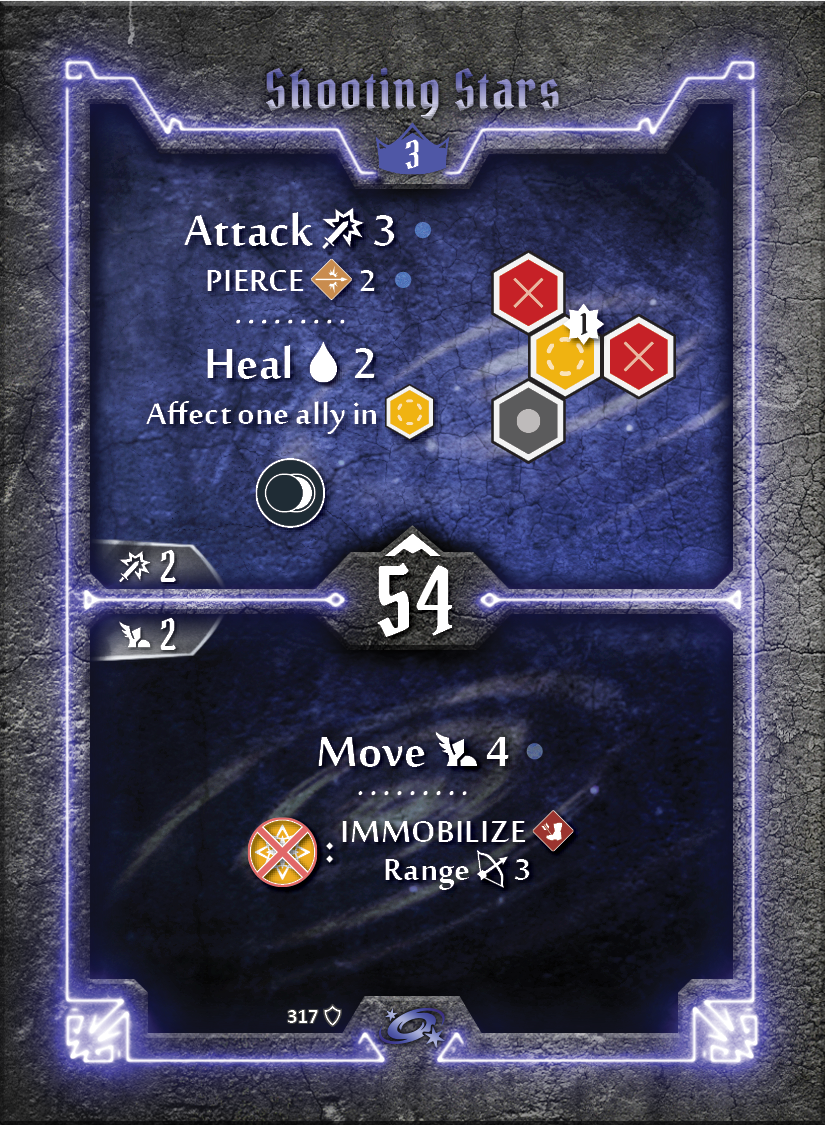 Shooting Stars
3
Attack 3
PIERCE 2
1
Heal 2
Affect one ally in
2
54
2
Move 4
: IMMOBILIZE
Range 3
317